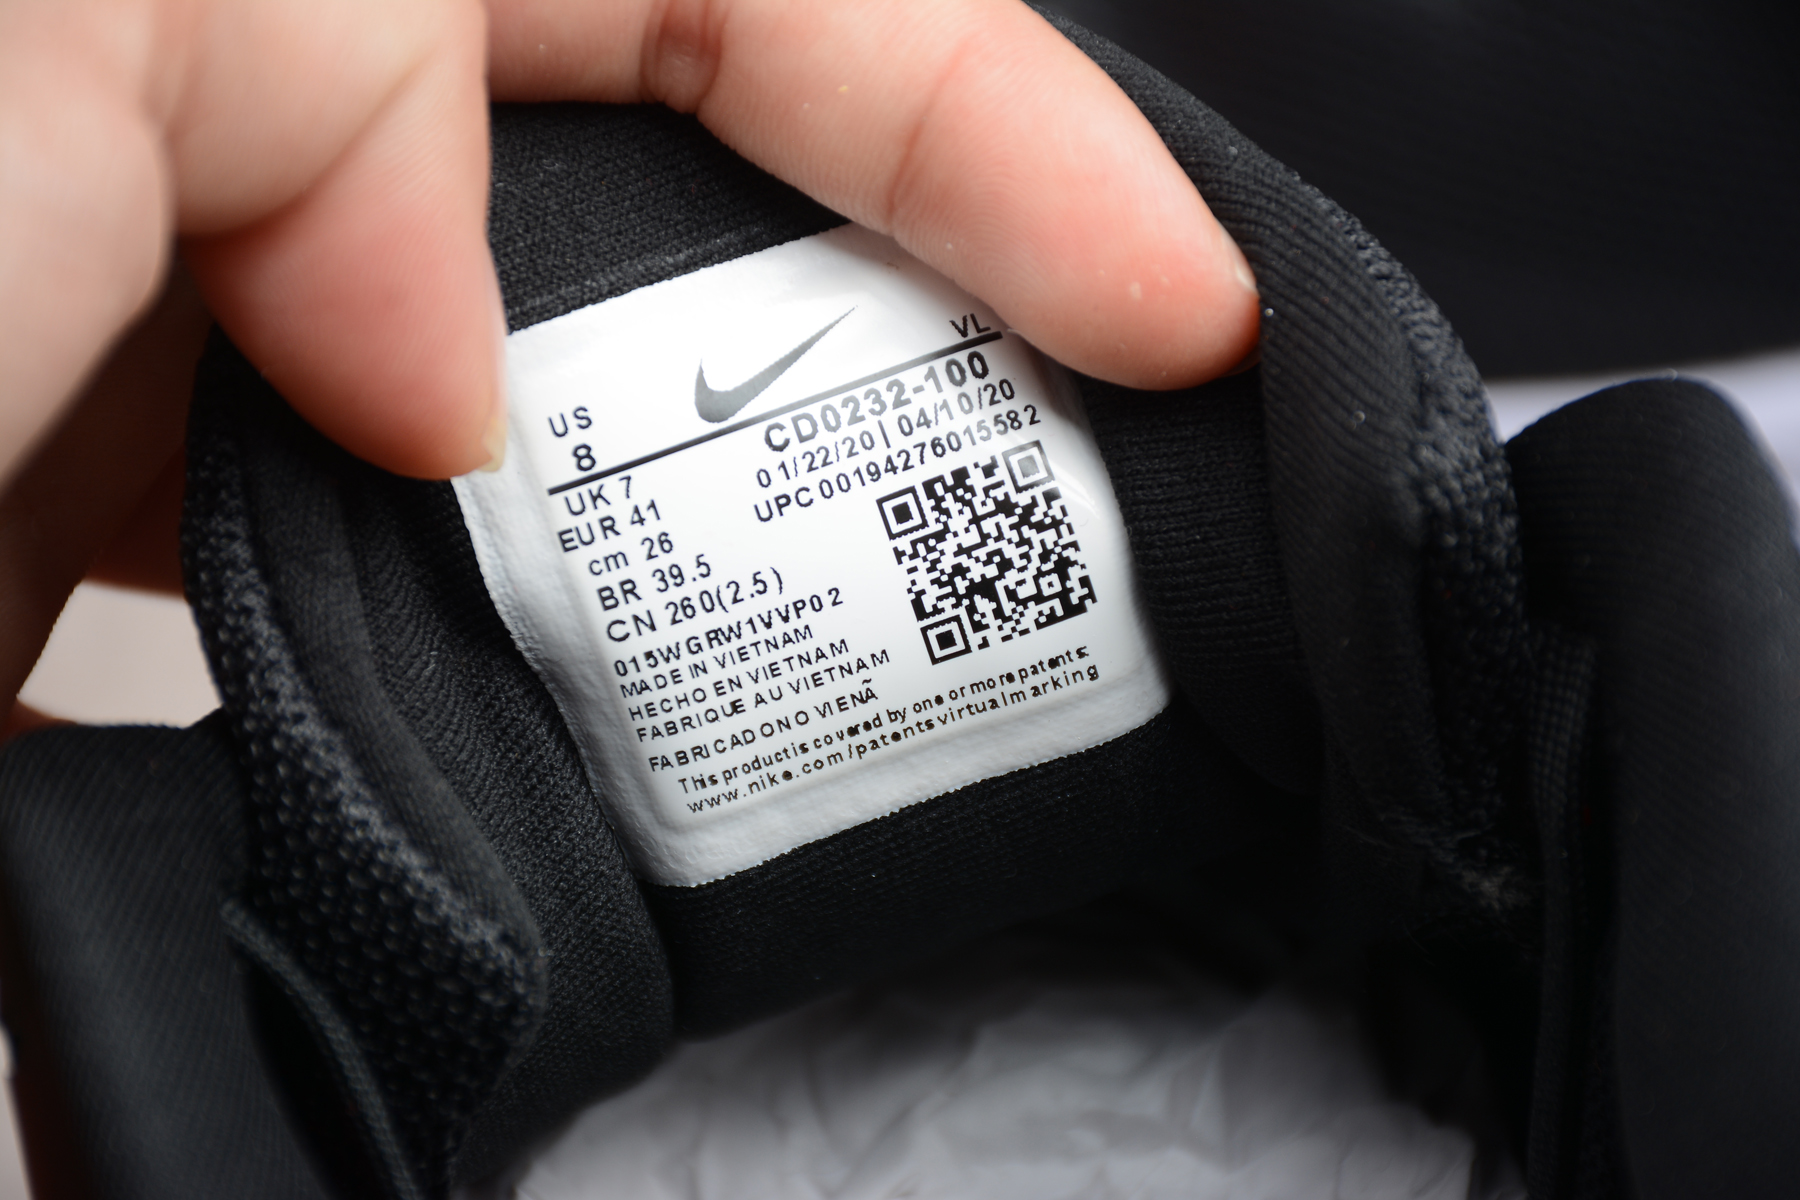 VL
US
8
CD0232-100
01/22/20 | 04/10/20
UPC 00194276015582
UK 7
EUR 41
cm 26
BR 39.5
CN 260(2.5)
015WGRW1VVP02
MADE IN VIETNAM
HECHO EN VIETNAM
FABRIQUE AU VIETNAM
FABRICADO NO VIENÃ
This product is covered by one or more patents:
www.nike.com/patentsvirtualmarking